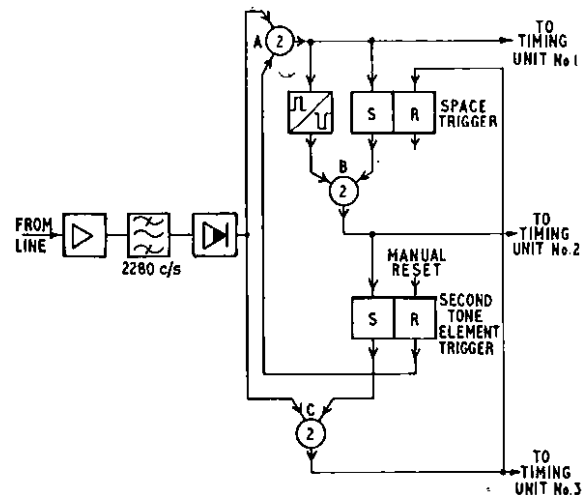 A
2
TO
TIMING
UNIT No.1
S
R
SPACE
TRIGGER
B
2
FROM
LINE
2280 c/s
TO
TIMING
UNIT No.2
MANUAL
RESET
S
R
SECOND
TONE
ELEMENT
TRIGGER
C
2
TO
TIMING
UNIT No.3